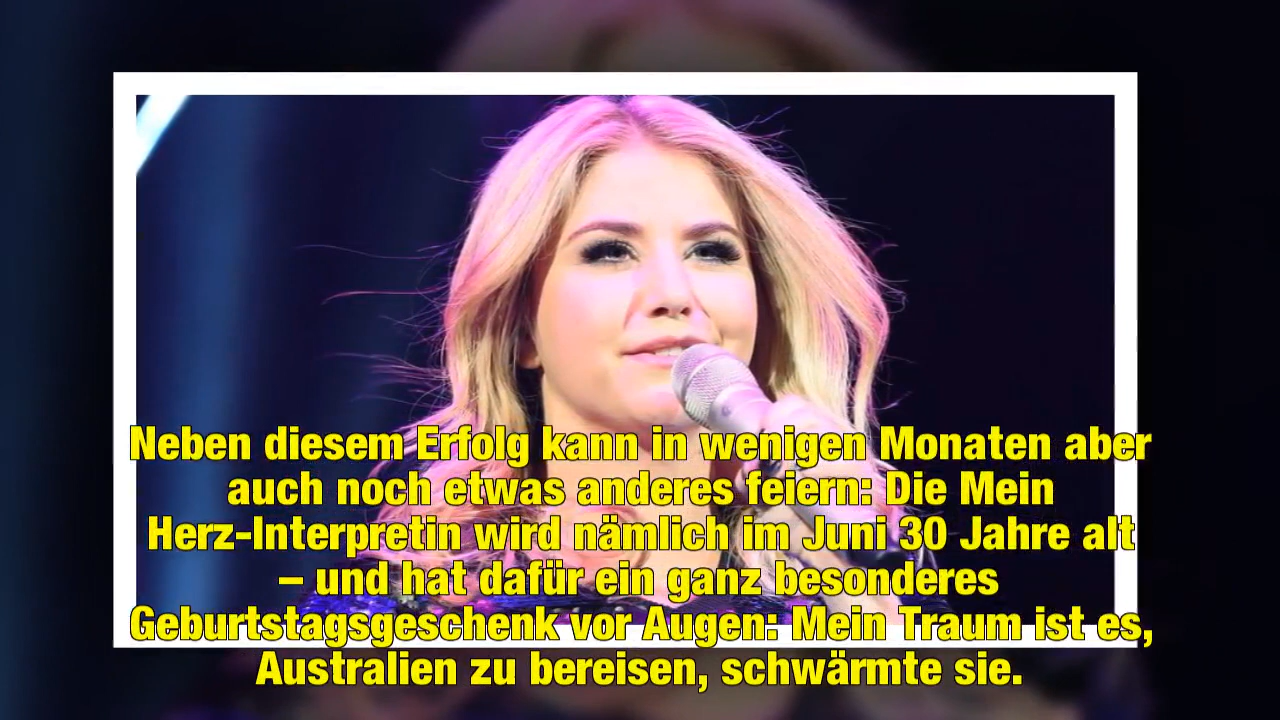 Neben diesem Erfolg kann in wenigen Monaten aber
auch noch etwas anderes feiern: Die Mein
Herz-Interpretin wird nämlich im Juni 30 Jahre alt
– und hat dafür ein ganz besonderes
Geburtstagsgeschenk vor Augen: Mein Traum ist es,
Australien zu bereisen, schwärmte sie.